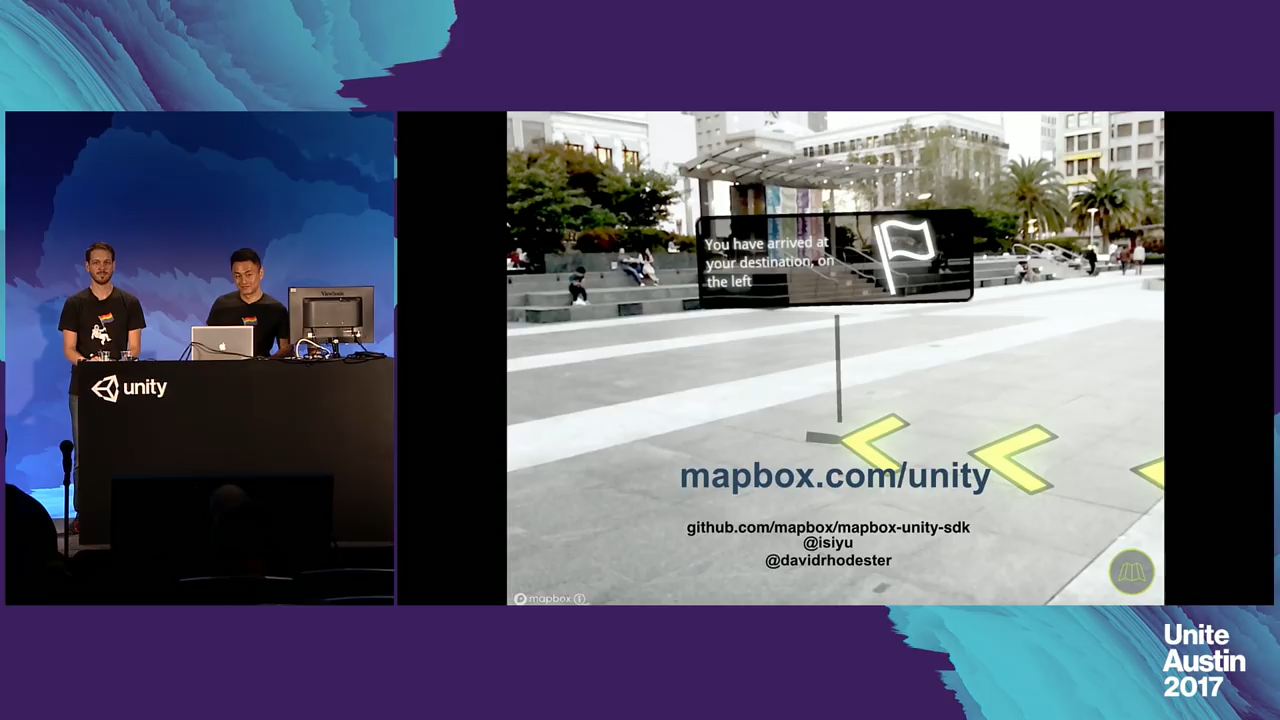 ViewSonic
unity
You have arrived at
your destination, on
the left
mapbox.com/unity
github.com/mapbox/mapbox-unity-sdk
@isiyu
@davidrhodester
mapbox
Unite
Austin
2017